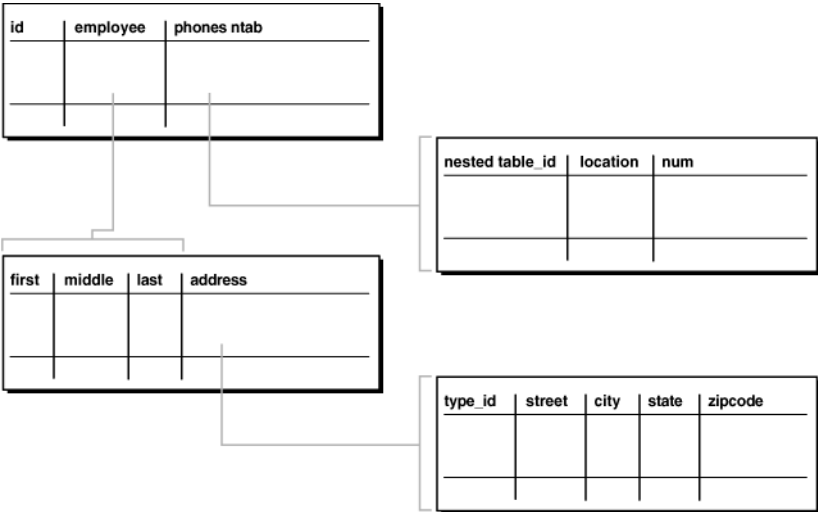 id employee phones ntab
nested table_id location num
first middle last address
type_id street city state zipcode